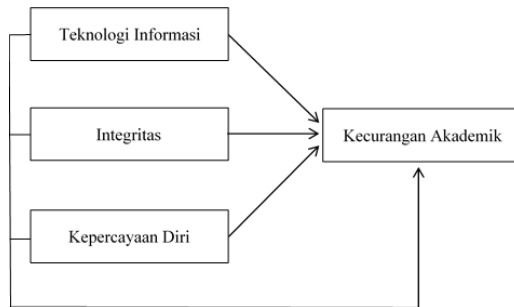 Teknologi Informasi
Integritas
Kecurangan Akademik
Kepercayaan Diri